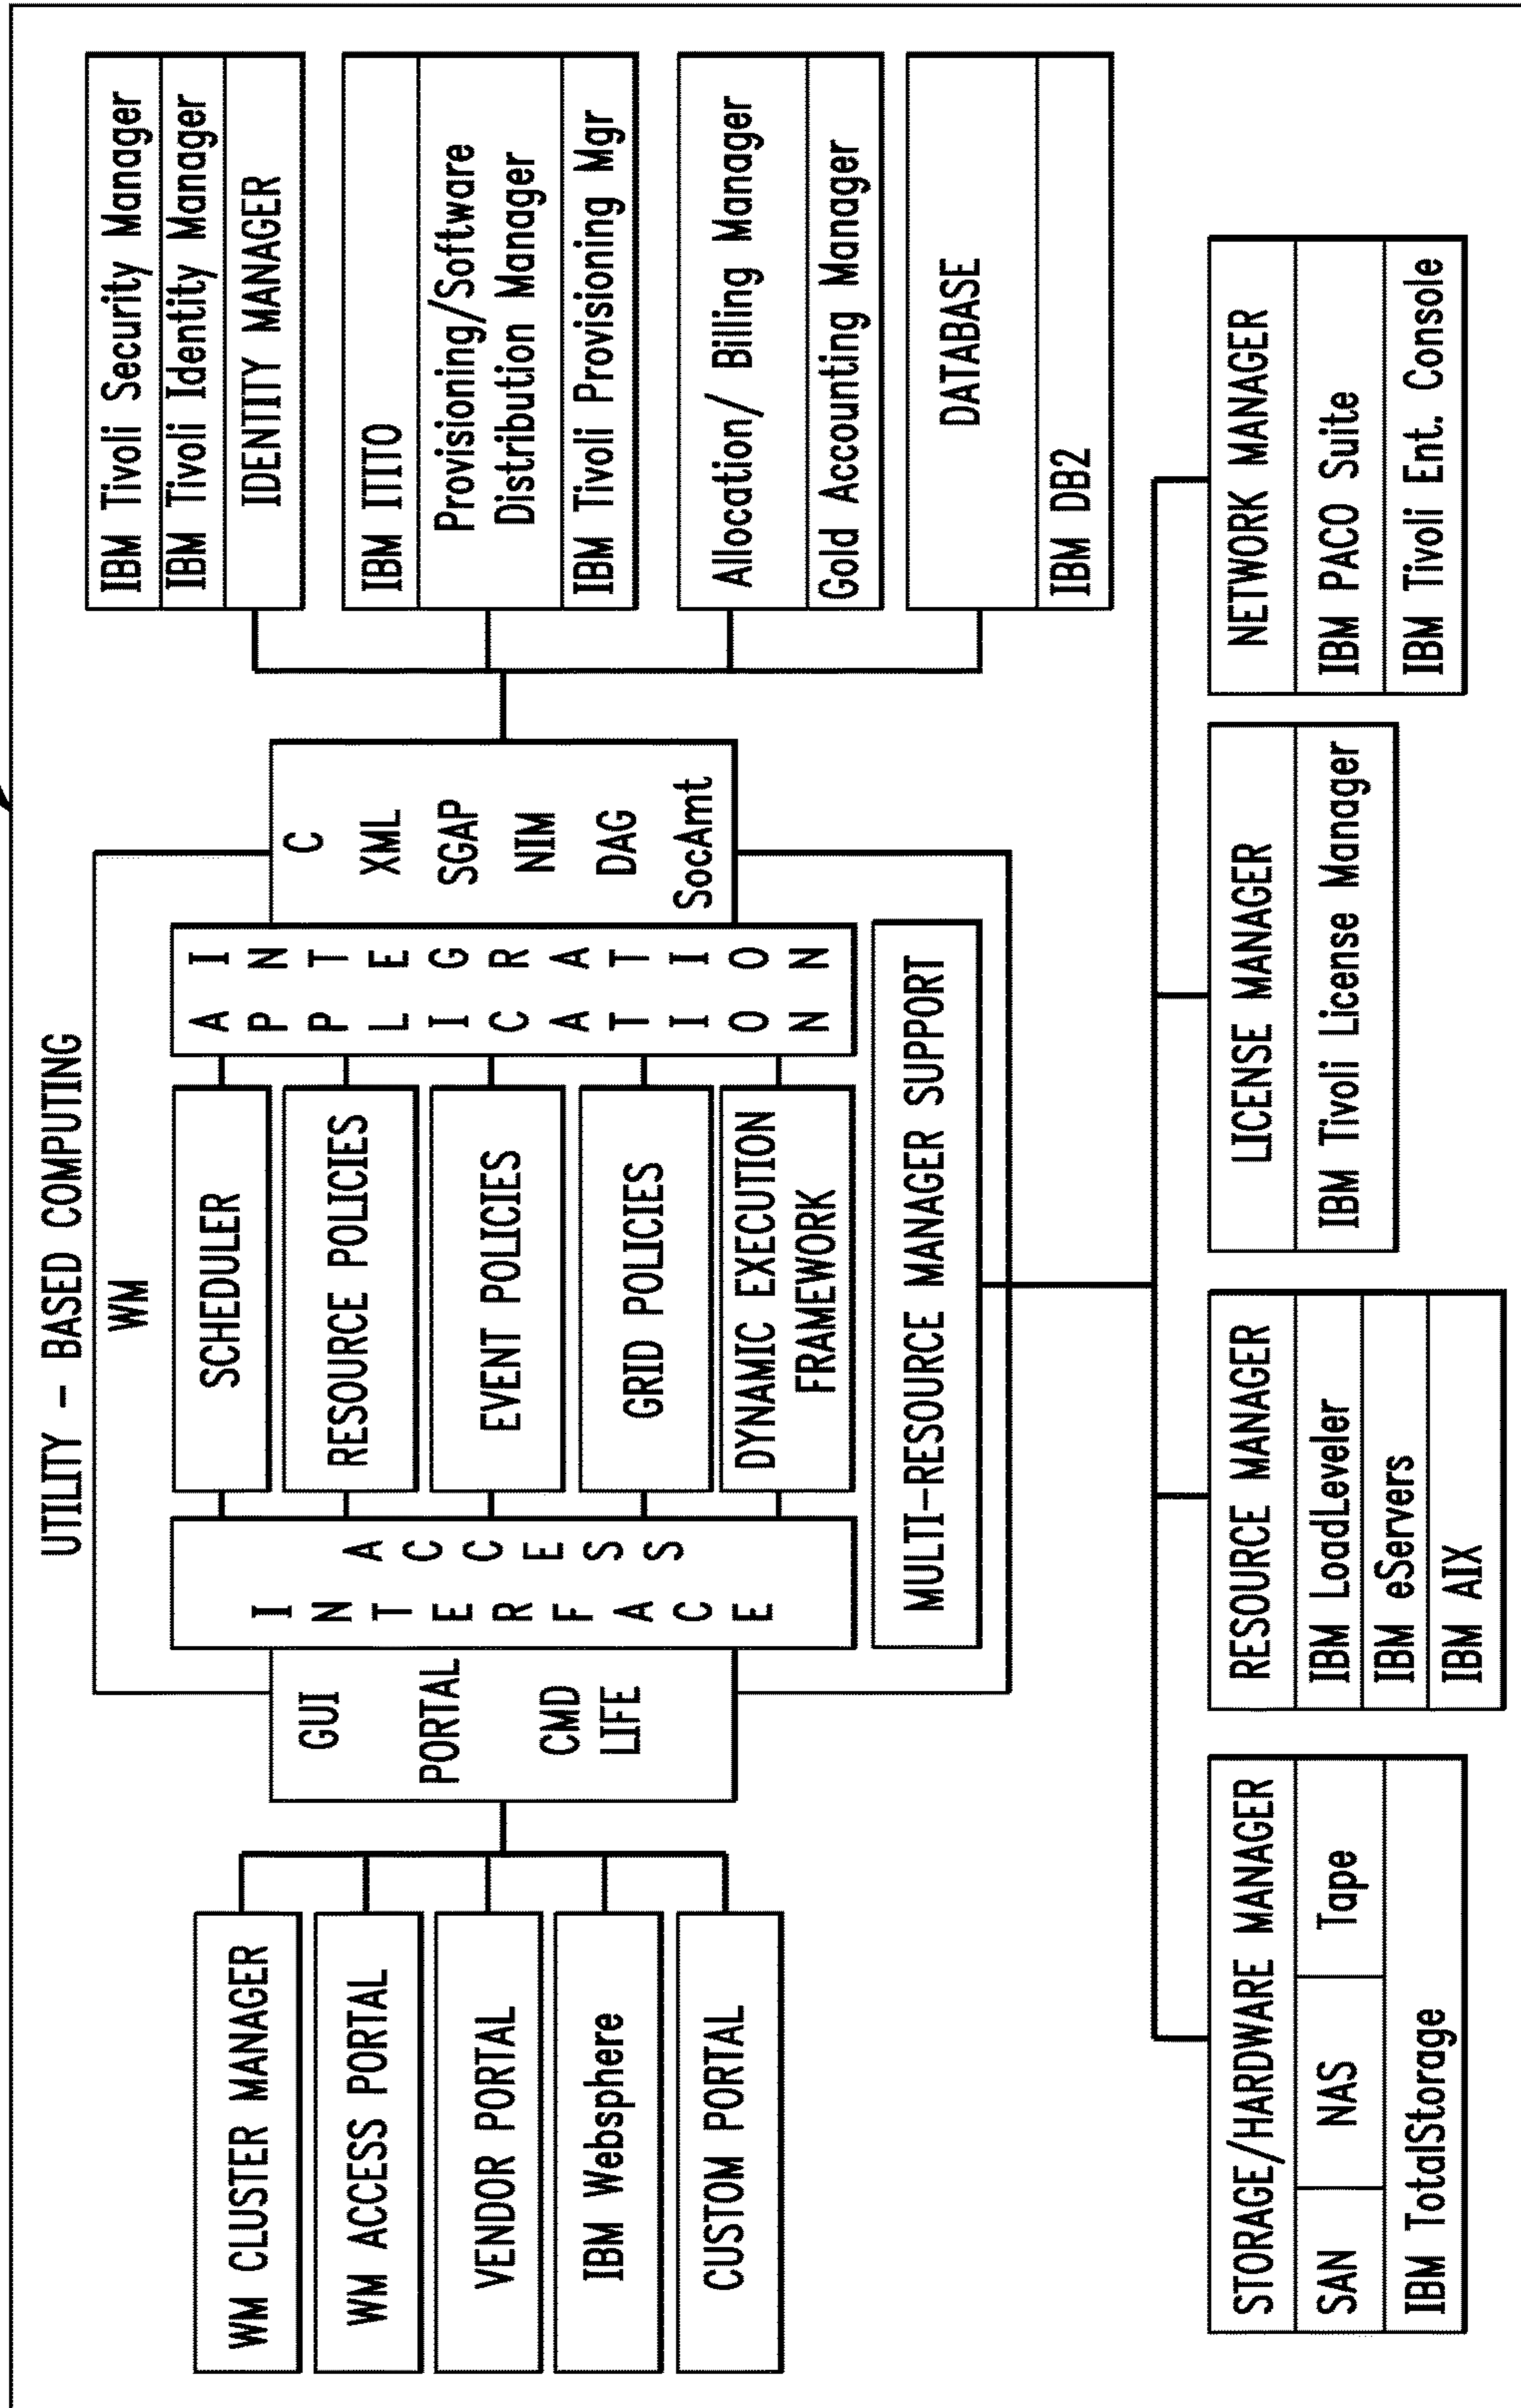 UTILITY - BASED COMPUTING
WM
WM CLUSTER MANAGER
WM ACCESS PORTAL
VENDOR PORTAL
IBM Websphere
CUSTOM PORTAL
GUI
PORTAL
CMD
LIFE
ACCESS
INTERFACE
SCHEDULER
RESOURCE POLICIES
EVENT POLICIES
GRID POLICIES
DYNAMIC EXECUTION
FRAMEWORK
APPLICATION
INTEGRATION
MULTI-RESOURCE MANAGER SUPPORT
C
XML
SGAP
NIM
DAG
SocAmt
IBM Tivoli Security Manager
IBM Tivoli Identity Manager
IDENTITY MANAGER
IBM ITITO
Provisioning/Software
Distribution Manager
IBM Tivoli Provisioning Mgr
Allocation/ Billing Manager
Gold Accounting Manager
DATABASE
IBM DB2
STORAGE/HARDWARE MANAGER
SAN NAS Tape
IBM TotalStorage
RESOURCE MANAGER
IBM LoadLeveler
IBM eServers
IBM AIX
LICENSE MANAGER
IBM Tivoli License Manager
NETWORK MANAGER
IBM PACO Suite
IBM Tivoli Ent. Console